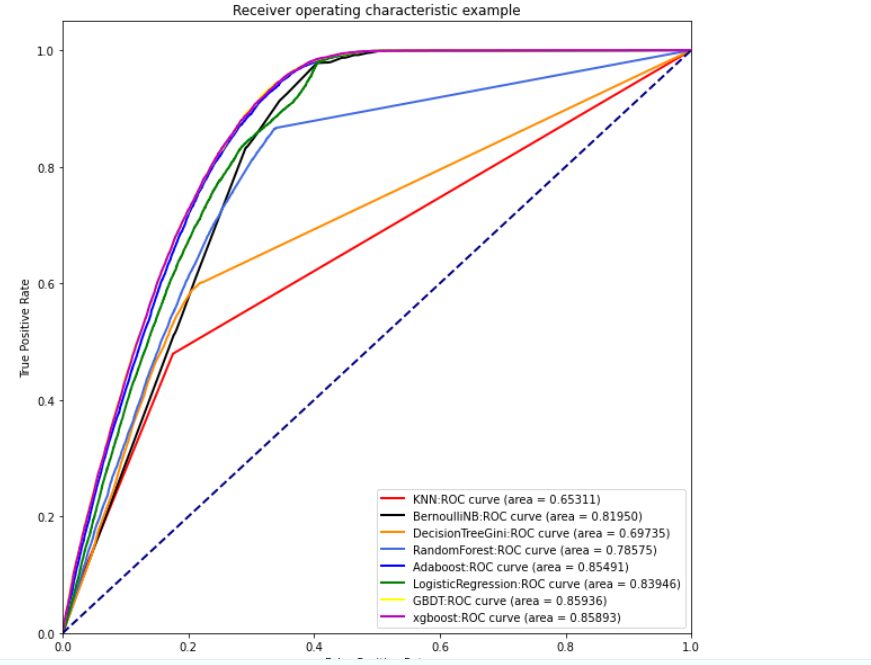 Receiver operating characteristic example
1.0
0.8
0.6
0.4
0.2
0.0
True Positive Rate
KNN:ROC curve (area = 0.65311)
BernoulliNB:ROC curve (area = 0.81950)
DecisionTreeGini:ROC curve (area = 0.69735)
RandomForest:ROC curve (area = 0.78575)
Adaboost:ROC curve (area = 0.85491)
LogisticRegression:ROC curve (area = 0.83946)
GBDT:ROC curve (area = 0.85936)
xgboost:ROC curve (area = 0.85893)
0.0 0.2 0.4 0.6 0.8 1.0